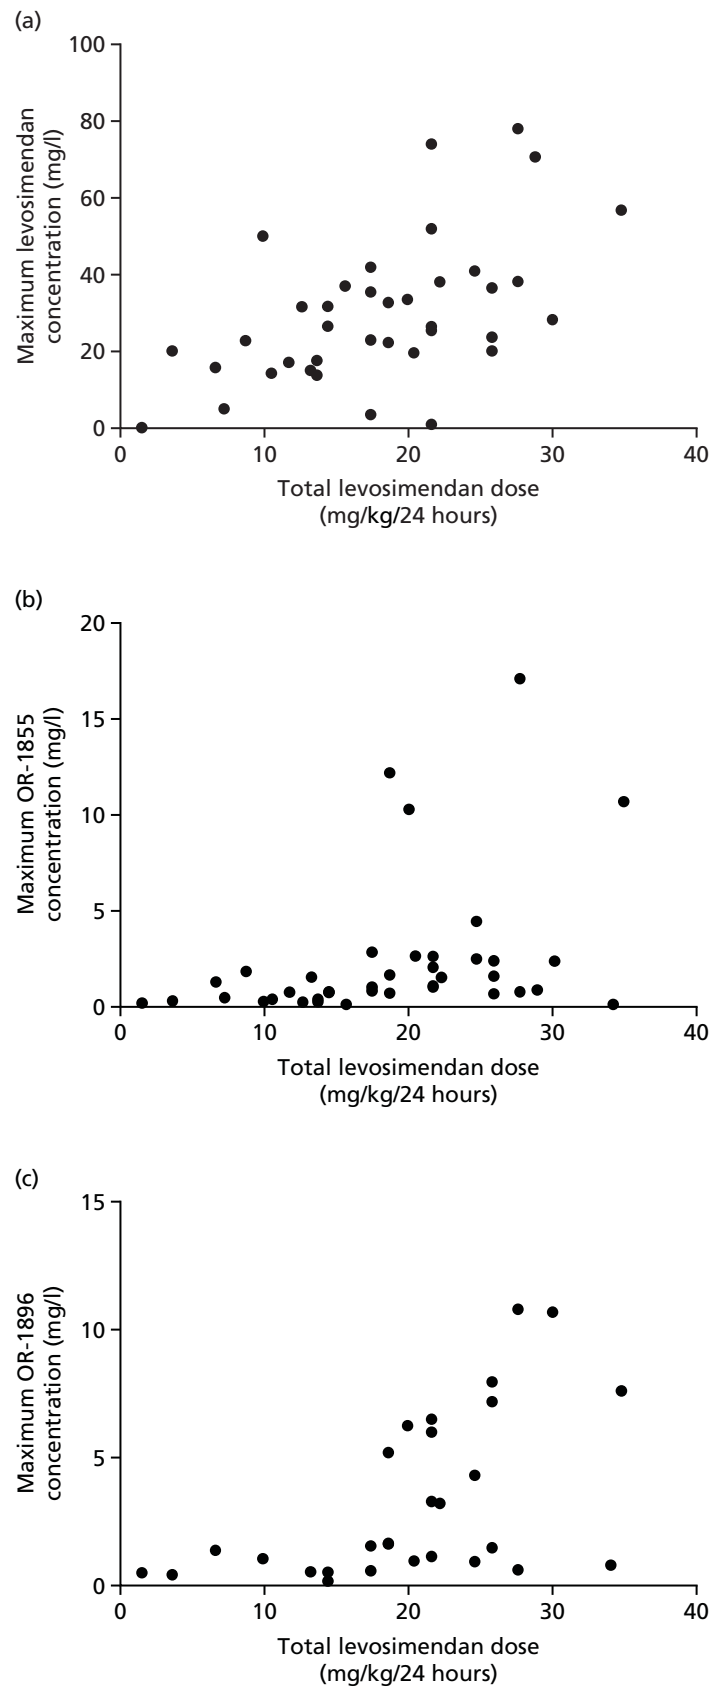 (a)
100
80
60
40
20
0
Maximum levosimendan
concentration (mg/l)
0 10 20 30 40
Total levosimendan dose
(mg/kg/24 hours)
(b)
20
15
10
5
0
Maximum OR-1855
concentration (mg/l)
0 10 20 30 40
Total levosimendan dose
(mg/kg/24 hours)
(c)
15
10
5
0
Maximum OR-1896
concentration (mg/l)
0 10 20 30 40
Total levosimendan dose
(mg/kg/24 hours)